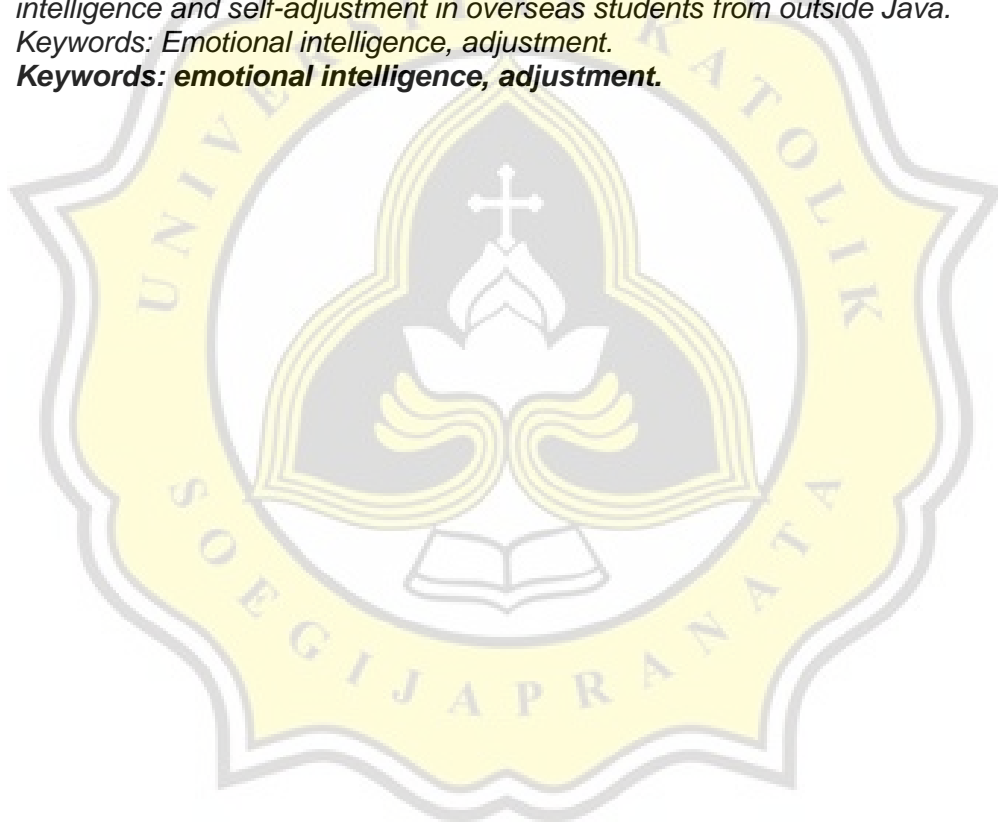 intelligence and self-adjustment in overseas students from outside Java.
Keywords: Emotional intelligence, adjustment.
Keywords: emotional intelligence, adjustment.
UNIVERSITAS KATOLIK
SOEGIJAPRANATA